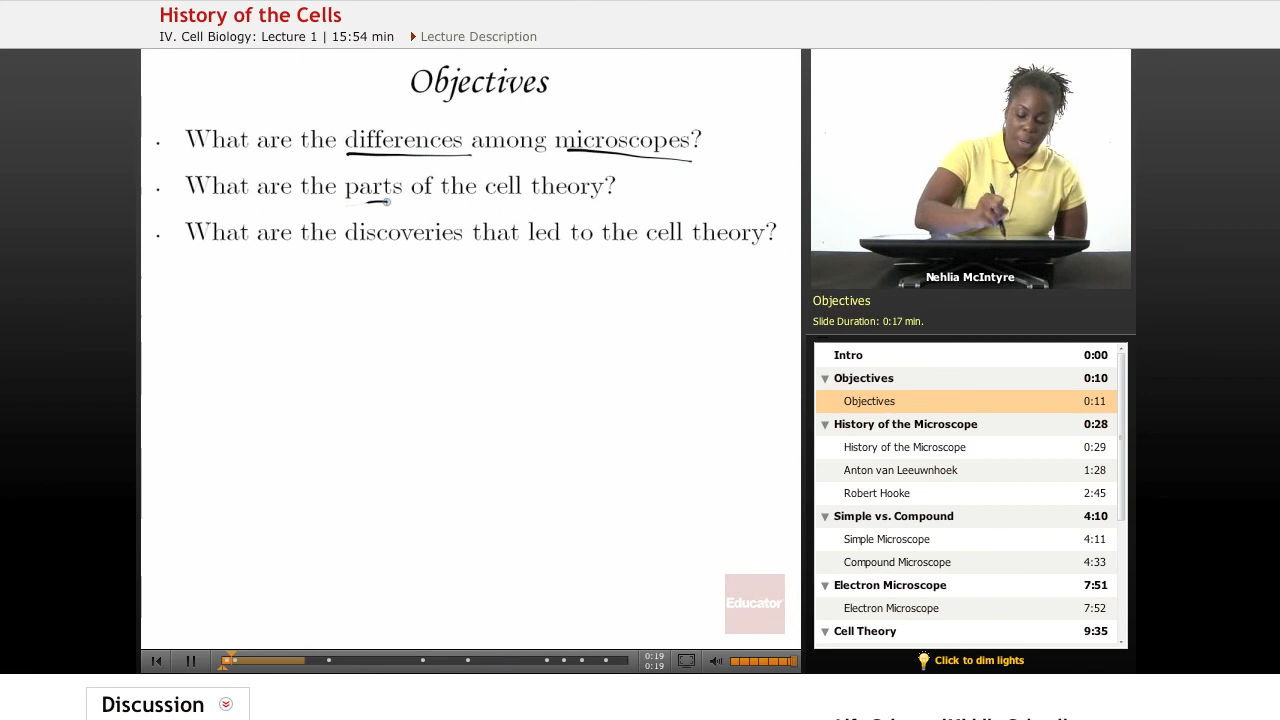 History of the Cells
IV. Cell Biology: Lecture 1 | 15:54 min Lecture Description
Objectives
· What are the differences among microscopes?
· What are the parts of the cell theory?
· What are the discoveries that led to the cell theory?
Educator
0:19
0:19
Nehlia McIntyre
Objectives
Slide Duration: 0:17 min.
Intro 0:00
Objectives 0:10
Objectives 0:11
History of the Microscope 0:28
History of the Microscope 0:29
Anton van Leeuwnhoek 1:28
Robert Hooke 2:45
Simple vs. Compound 4:10
Simple Microscope 4:11
Compound Microscope 4:33
Electron Microscope 7:51
Electron Microscope 7:52
Cell Theory 9:35
Click to dim lights
Discussion